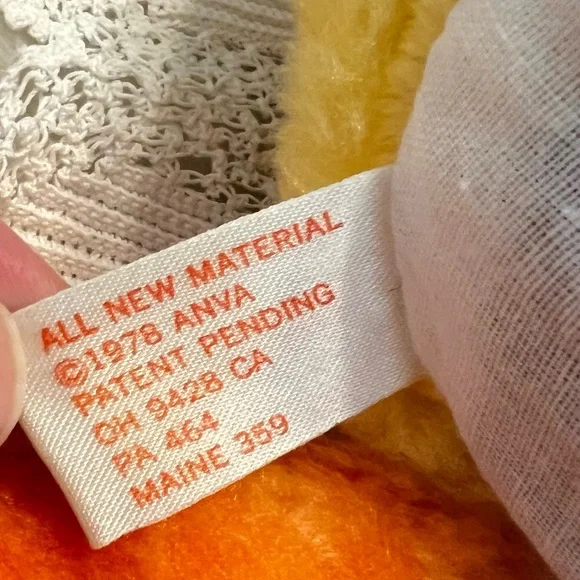 ALL NEW MATERIAL
©1978 ANVA
PATENT PENDING
OH 9428 CA
PA 464
MAINE 359